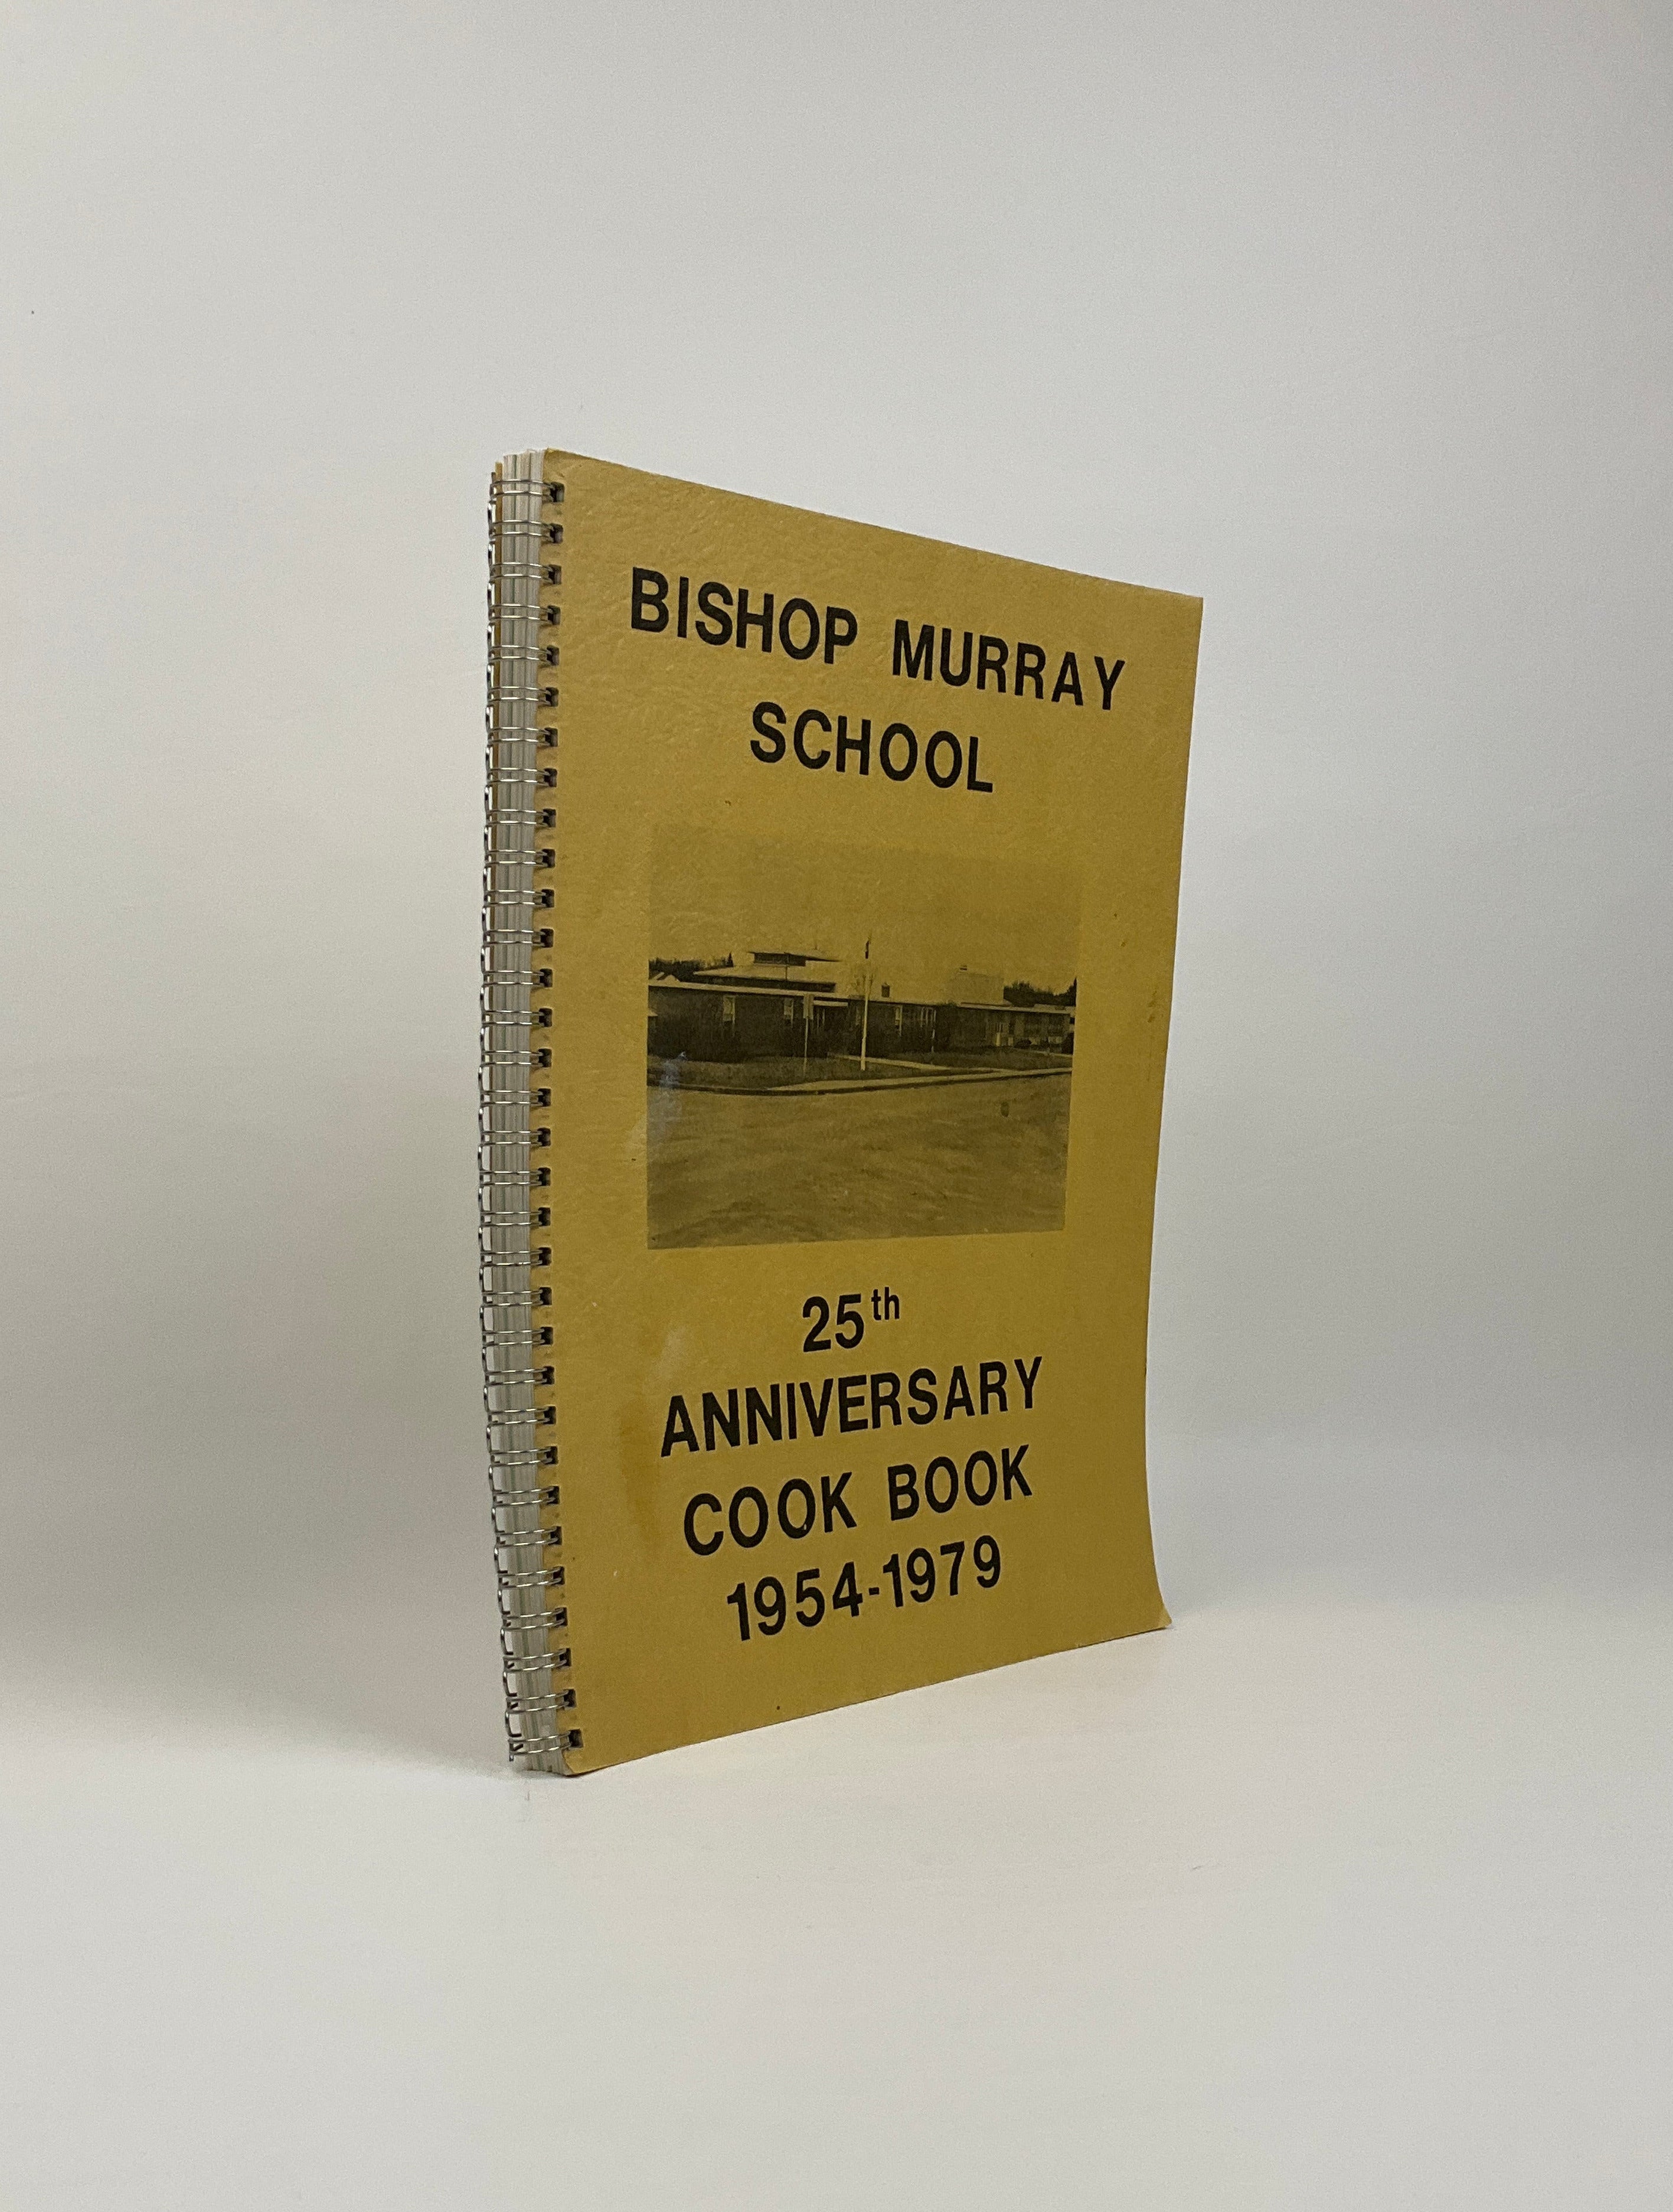 BISHOP MURRAY
SCHOOL
25th
ANNIVERSARY
COOK BOOK
1954-1979